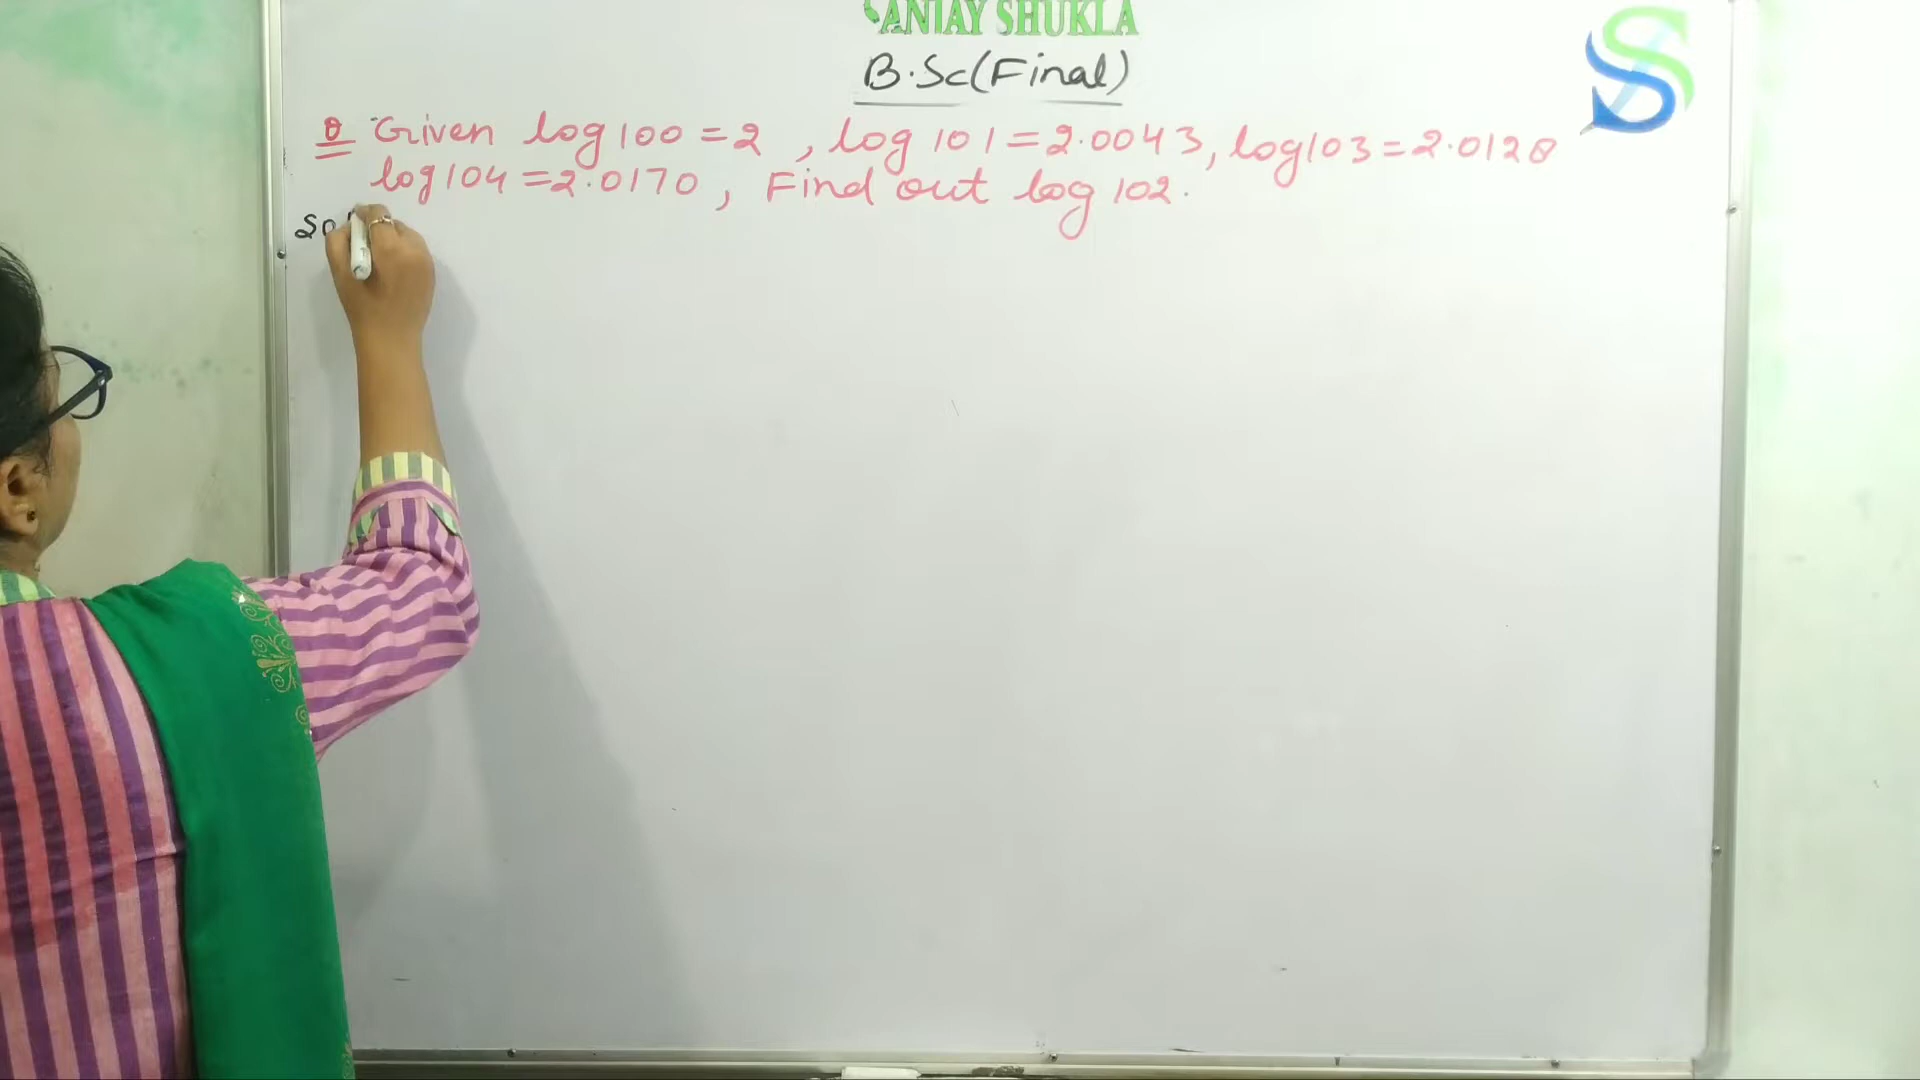 SANJAY SHUKLA
B.Sc(Final)
Q Given log 100 = 2 , log 101 = 2.0043, log 103 = 2.0128
log 104 = 2.0170 , Find out log 102.